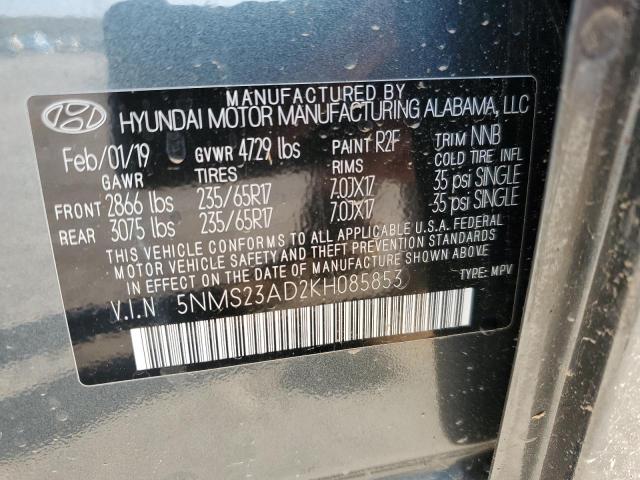 MANUFACTURED BY
HYUNDAI MOTOR MANUFACTURING ALABAMA, LLC
Feb/01/19 GVWR 4729 lbs PAINT R2F TRIM NNB
GAWR TIRES RIMS COLD TIRE INFL
FRONT 2866 lbs 235/65R17 7.0JX17 35 psi SINGLE
REAR 3075 lbs 235/65R17 7.0JX17 35 psi SINGLE
THIS VEHICLE CONFORMS TO ALL APPLICABLE U.S.A. FEDERAL
MOTOR VEHICLE SAFETY AND THEFT PREVENTION STANDARDS
IN EFFECT ON THE DATE OF MANUFACTURE SHOWN ABOVE.
V.I.N 5NMS23AD2KH085853 TYPE: MPV